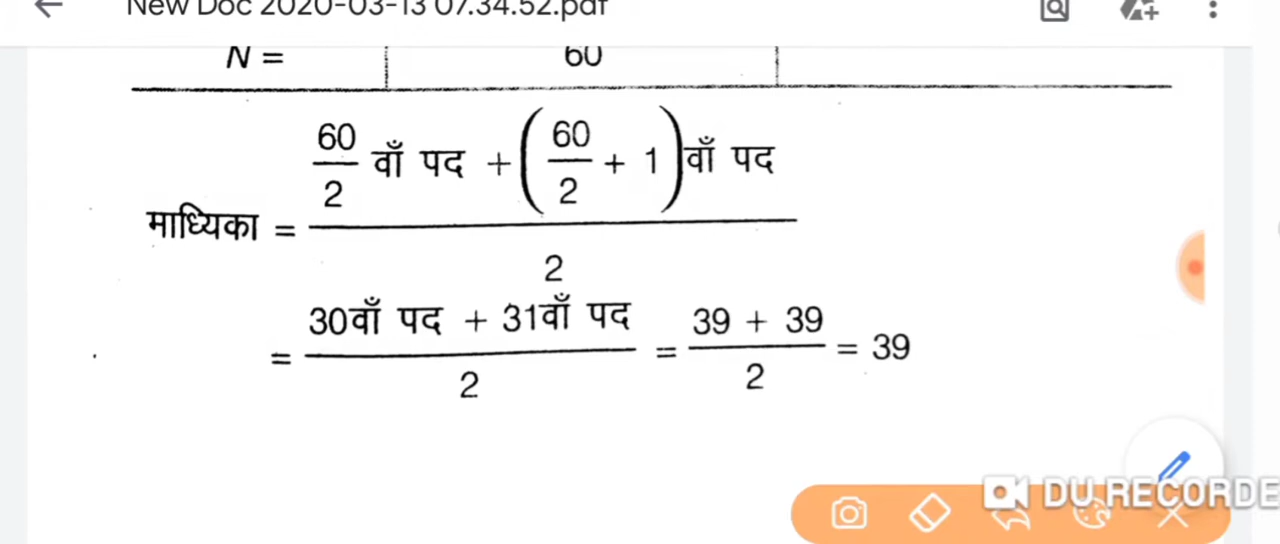 New Doc 2020-03-13 07.34.52.pdf
N = 60
माध्यिका = (60/2 वाँ पद + (60/2 + 1) वाँ पद) / 2
= (30वाँ पद + 31वाँ पद) / 2 = (39 + 39) / 2 = 39
DU RECORDE